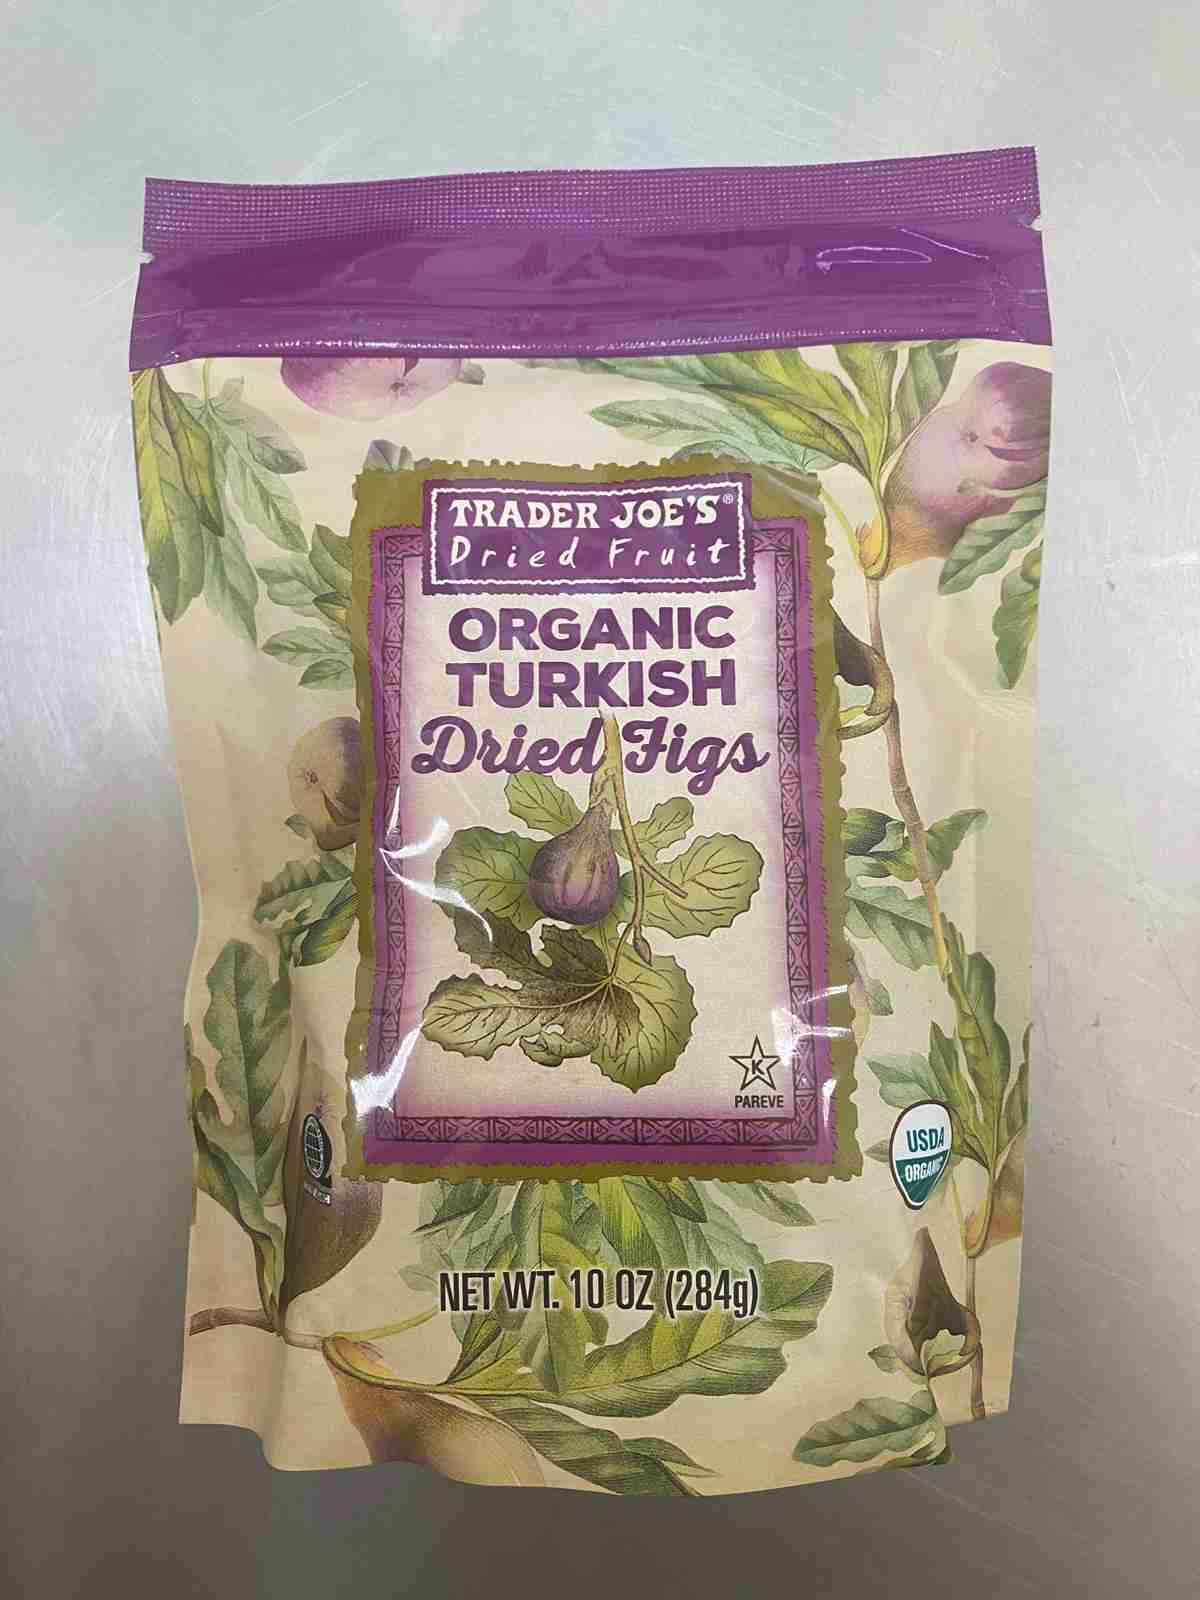 TRADER JOE'S®
Dried Fruit
ORGANIC
TURKISH
Dried Figs
K
PAREVE
USDA
ORGANIC
NET WT. 10 OZ (284g)